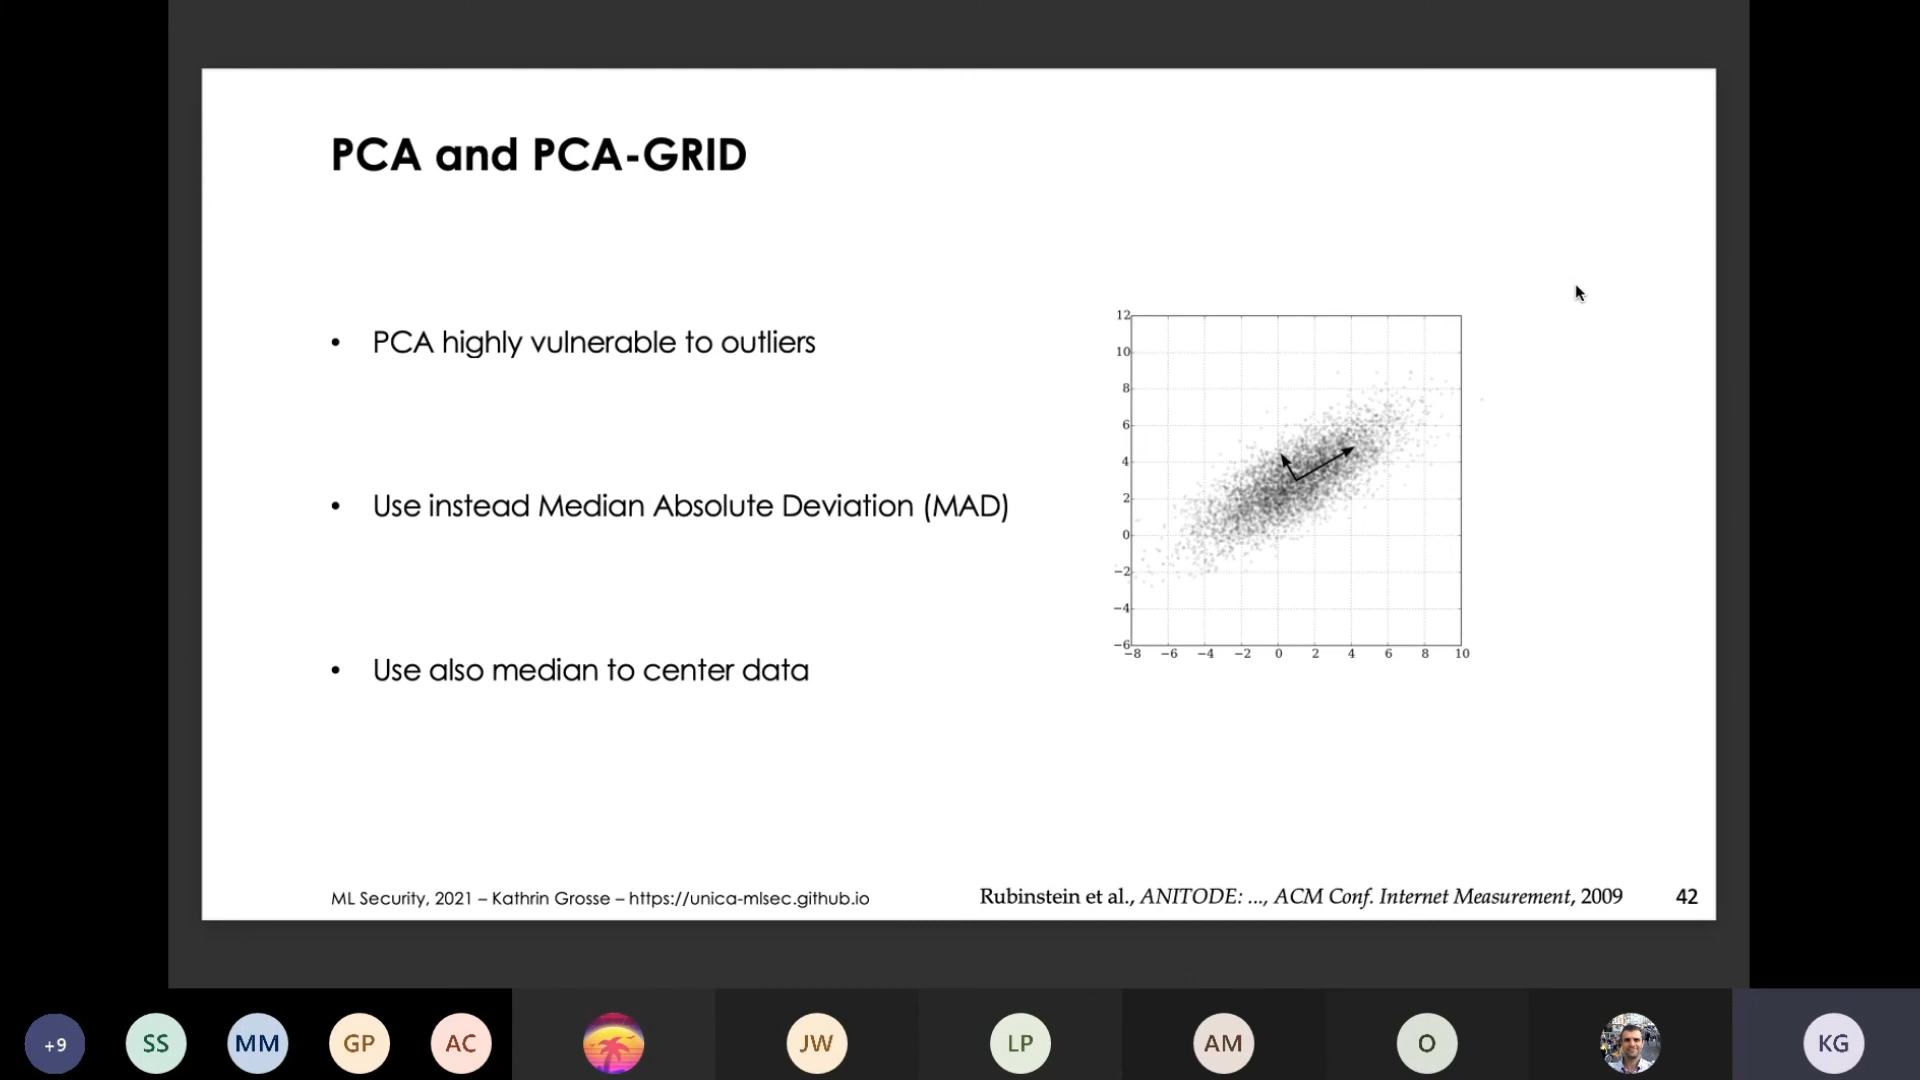 PCA and PCA-GRID
• PCA highly vulnerable to outliers
• Use instead Median Absolute Deviation (MAD)
• Use also median to center data
12
10
8
6
4
2
0
−2
−4
−6
−8 −6 −4 −2 0 2 4 6 8 10
ML Security, 2021 – Kathrin Grosse – https://unica-mlsec.github.io
Rubinstein et al., ANITODE: ..., ACM Conf. Internet Measurement, 2009
42
+9 SS MM GP AC JW LP AM O KG